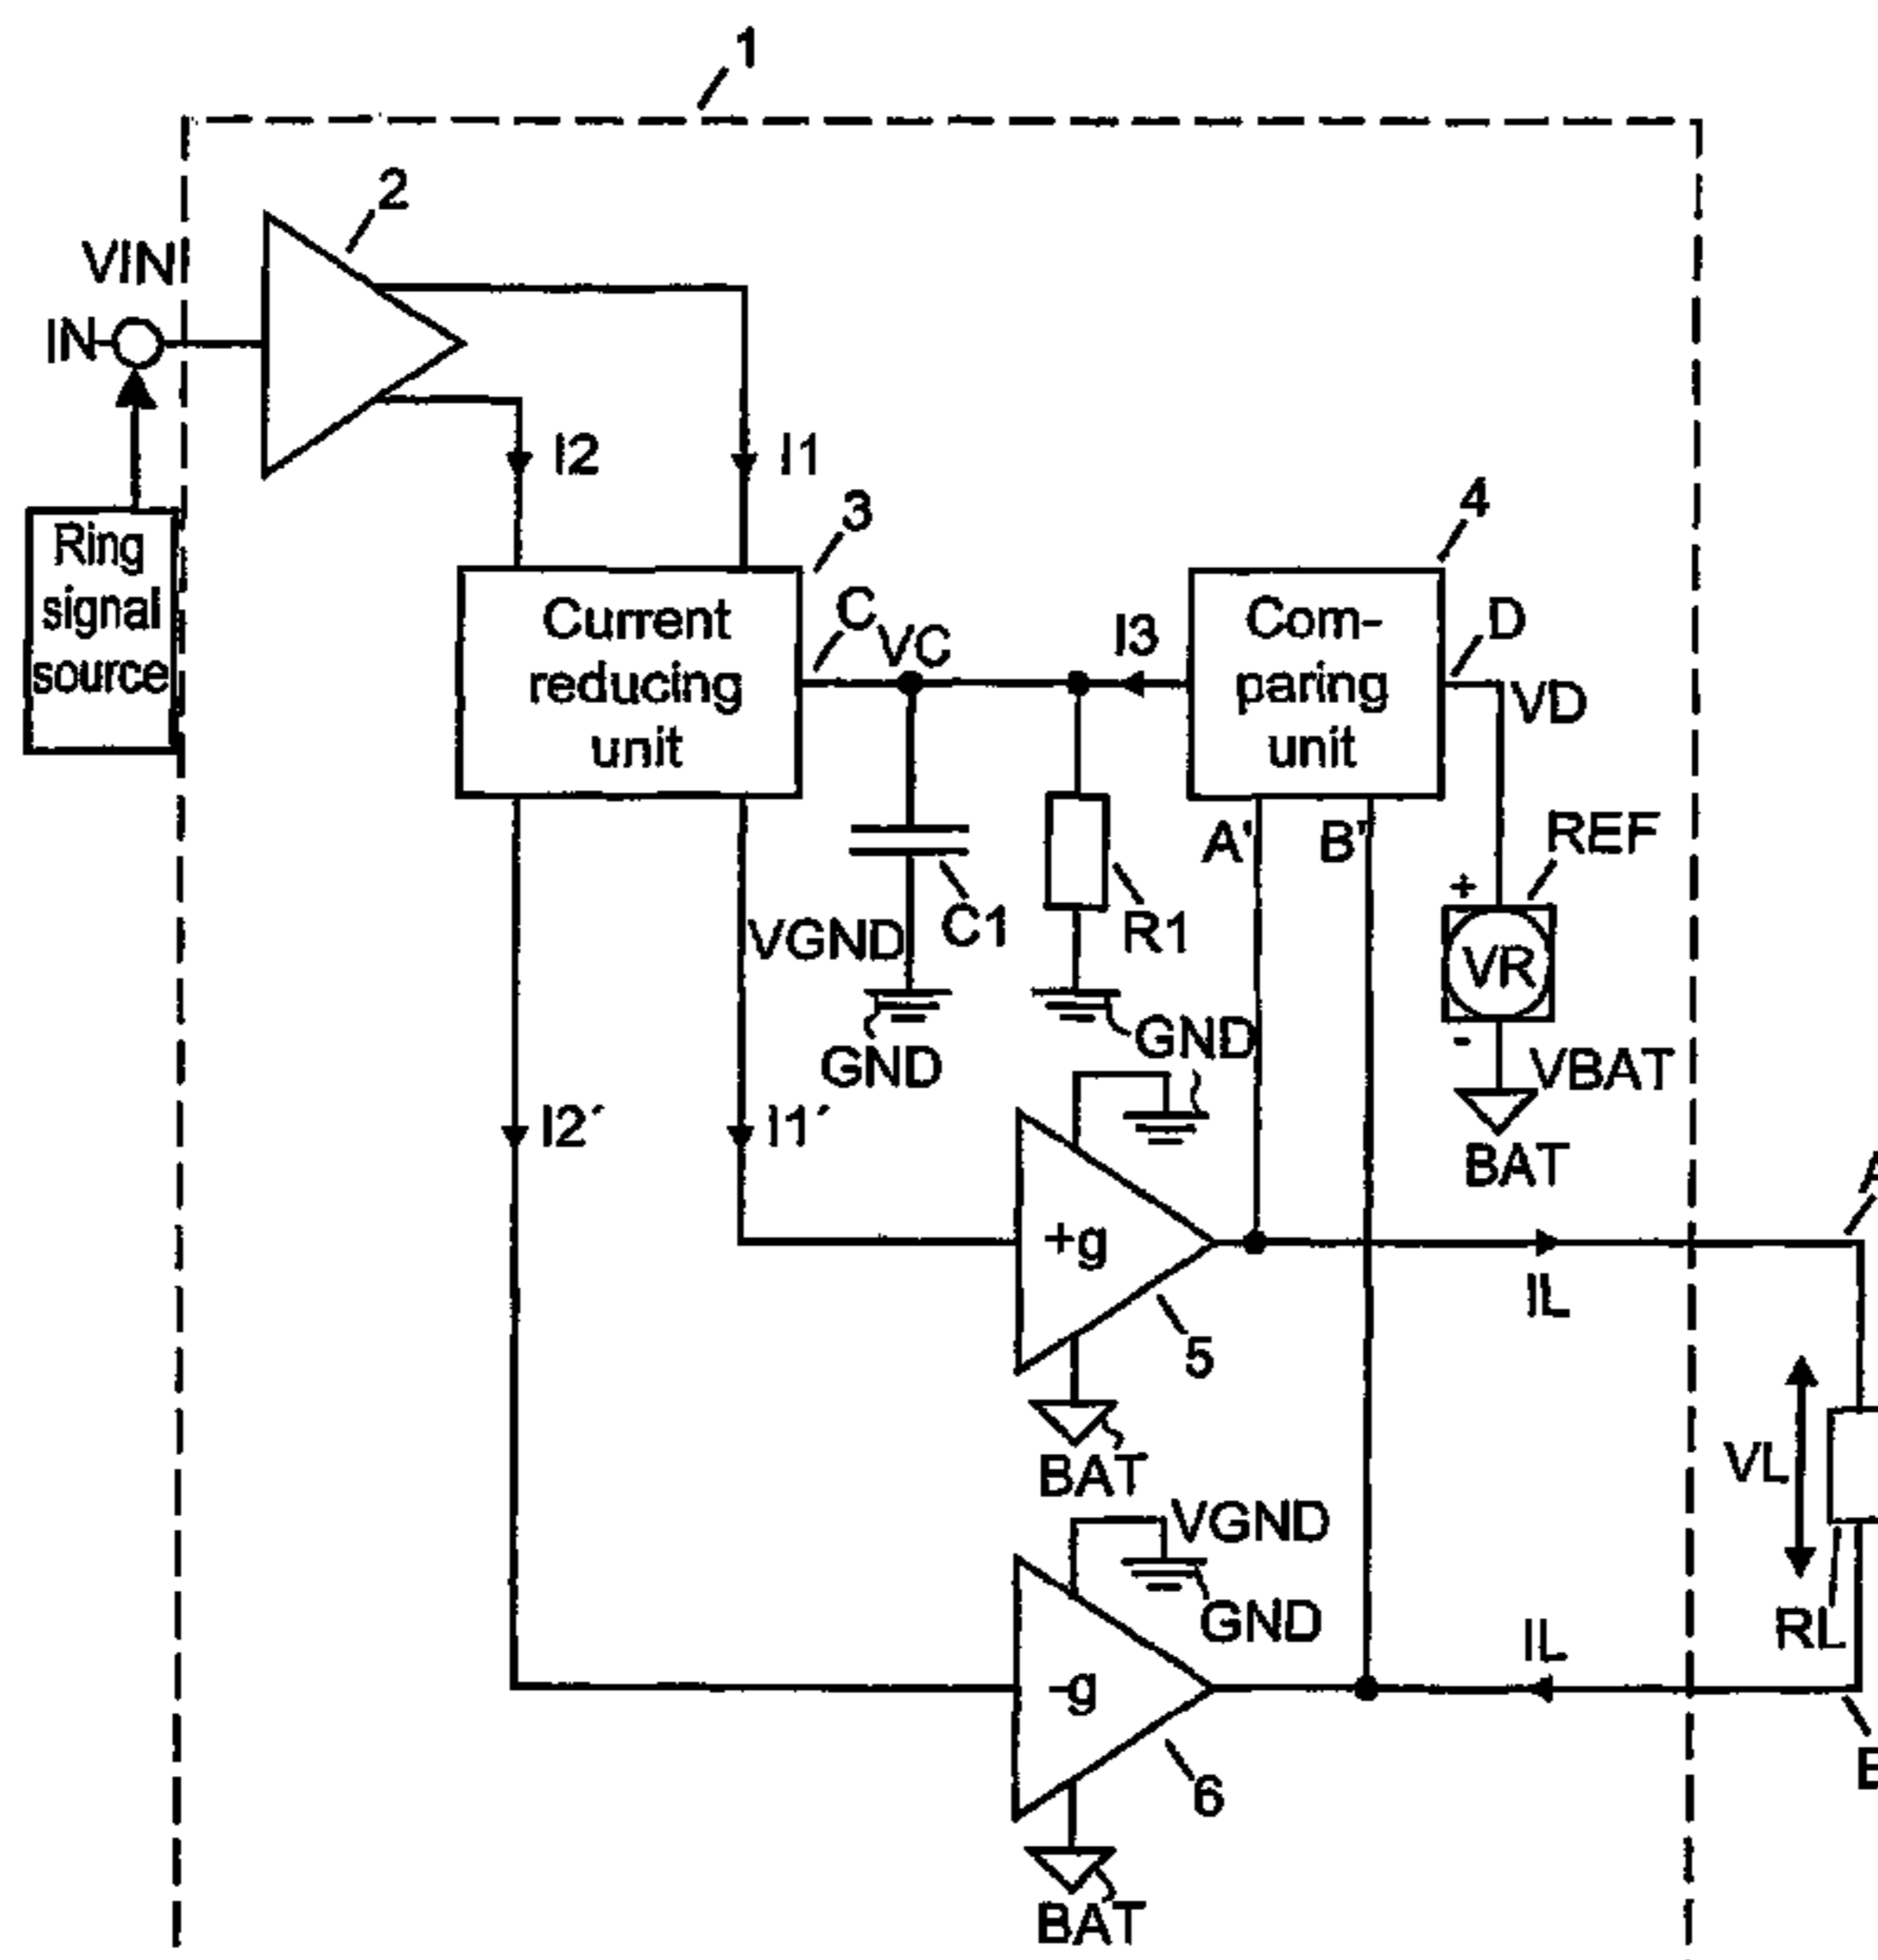 1
2
VIN
IN
I2
I1
Ring
signal
source
3
4
Current
reducing
unit
C
VC
I3
Com-
paring
unit
D
VD
A'
B'
REF
+
VR
-
C1
R1
VGND
GND
GND
VBAT
BAT
I2´
I1´
+g
5
IL
A
BAT
VL
VGND
GND
RL
-g
IL
6
B
BAT